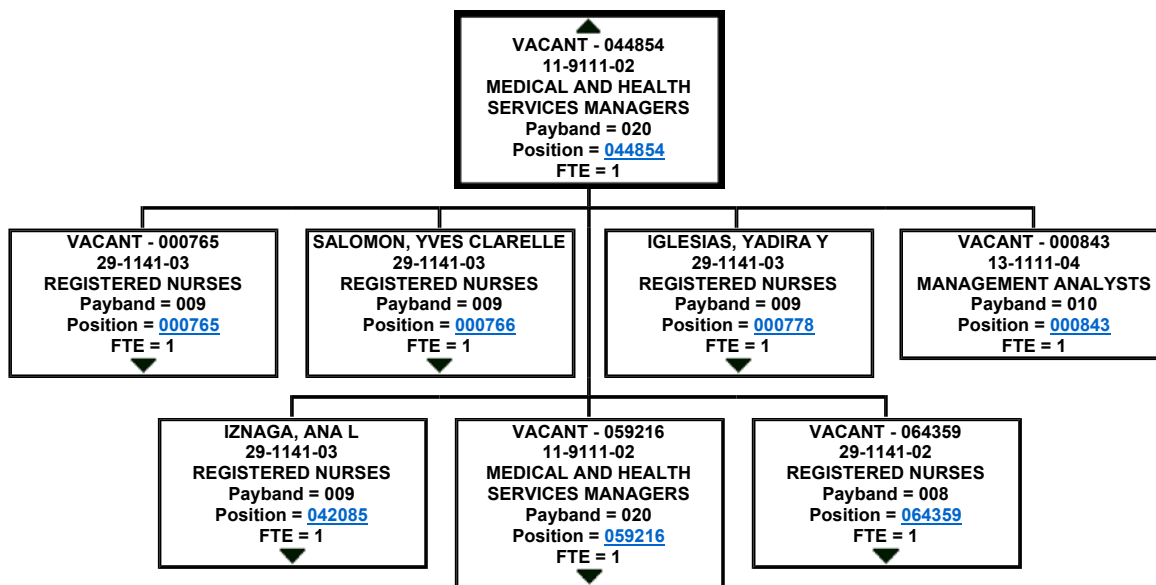 VACANT - 044854
11-9111-02
MEDICAL AND HEALTH
SERVICES MANAGERS
Payband = 020
Position = 044854
FTE = 1
VACANT - 000765
29-1141-03
REGISTERED NURSES
Payband = 009
Position = 000765
FTE = 1
SALOMON, YVES CLARELLE
29-1141-03
REGISTERED NURSES
Payband = 009
Position = 000766
FTE = 1
IGLESIAS, YADIRA Y
29-1141-03
REGISTERED NURSES
Payband = 009
Position = 000778
FTE = 1
VACANT - 000843
13-1111-04
MANAGEMENT ANALYSTS
Payband = 010
Position = 000843
FTE = 1
IZNAGA, ANA L
29-1141-03
REGISTERED NURSES
Payband = 009
Position = 042085
FTE = 1
VACANT - 059216
11-9111-02
MEDICAL AND HEALTH
SERVICES MANAGERS
Payband = 020
Position = 059216
FTE = 1
VACANT - 064359
29-1141-02
REGISTERED NURSES
Payband = 008
Position = 064359
FTE = 1